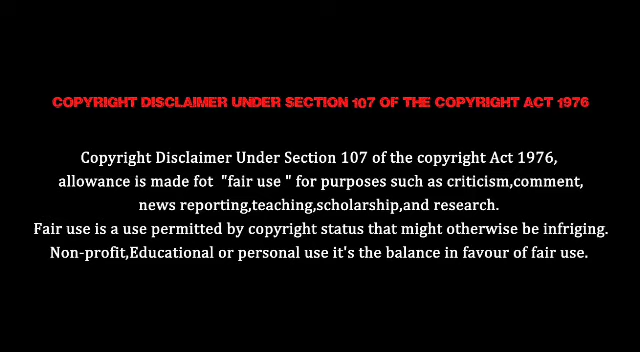 COPYRIGHT DISCLAIMER UNDER SECTION 107 OF THE COPYRIGHT ACT 1976
Copyright Disclaimer Under Section 107 of the copyright Act 1976,
allowance is made fot "fair use " for purposes such as criticism,comment,
news reporting,teaching,scholarship,and research.
Fair use is a use permitted by copyright status that might otherwise be infriging.
Non-profit,Educational or personal use it's the balance in favour of fair use.